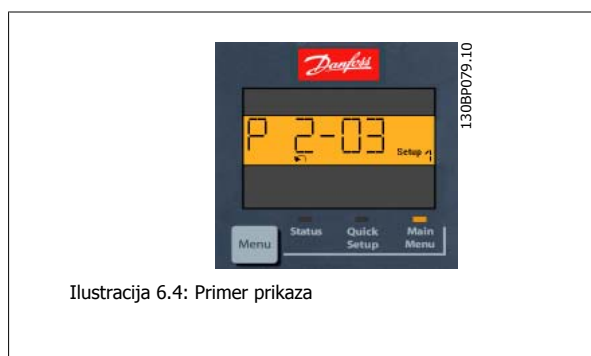 Danfoss
130BP079.10
P 2-03
Setup 1
Menu
Status
Quick Setup
Main Menu
Ilustracija 6.4: Primer prikaza